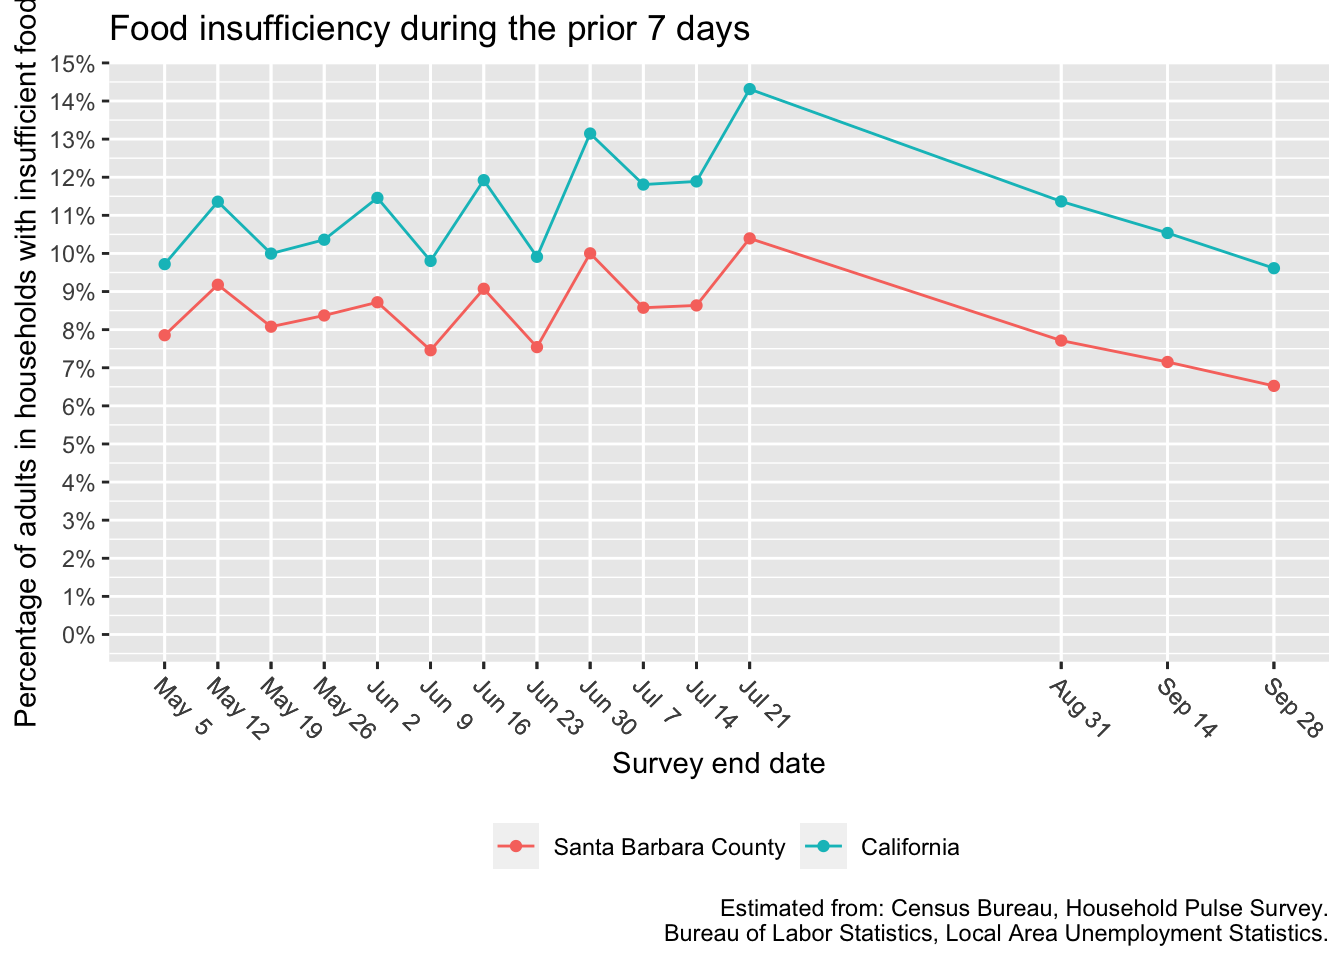 Food insufficiency during the prior 7 days
Percentage of adults in households with insufficient food
15%
14%
13%
12%
11%
10%
9%
8%
7%
6%
5%
4%
3%
2%
1%
0%
May 5
May 12
May 19
May 26
Jun 2
Jun 9
Jun 16
Jun 23
Jun 30
Jul 7
Jul 14
Jul 21
Aug 31
Sep 14
Sep 28
Survey end date
Santa Barbara County
California
Estimated from: Census Bureau, Household Pulse Survey.
Bureau of Labor Statistics, Local Area Unemployment Statistics.